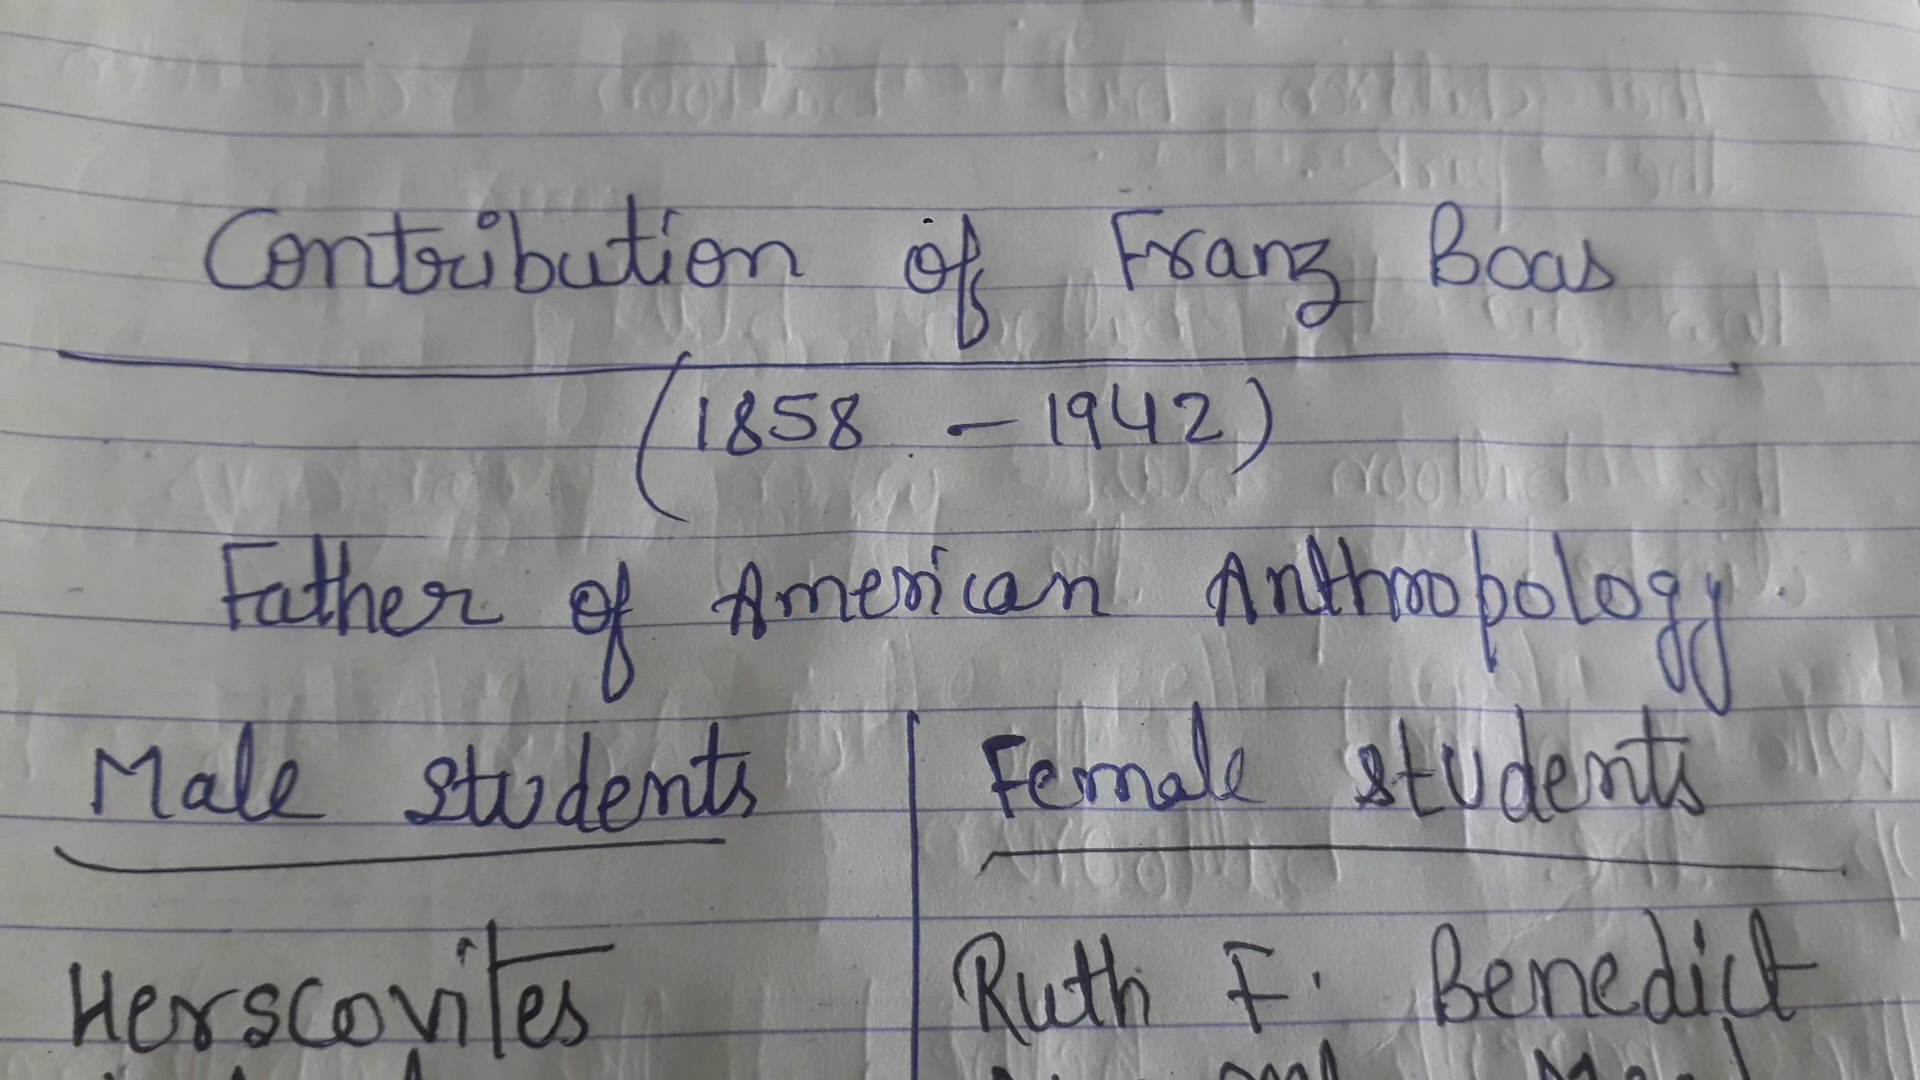 Contribution of Franz Boas
(1858 - 1942)
Father of American Anthropology.
Male Students
Female Students
Herscovites
Ruth F. Benedict